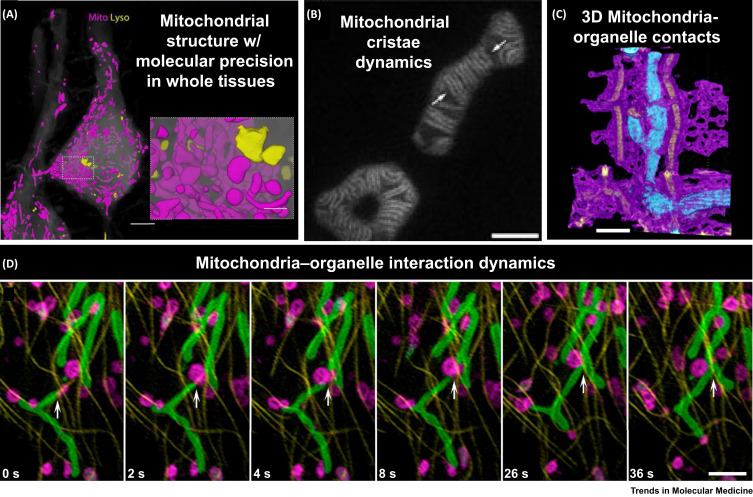 (A)
Mito Lyso
Mitochondrial
structure w/
molecular precision
in whole tissues
(B)
Mitochondrial
cristae
dynamics
(C)
3D Mitochondria-
organelle contacts
(D)
Mitochondria–organelle interaction dynamics
0 s
2 s
4 s
8 s
26 s
36 s
Trends in Molecular Medicine